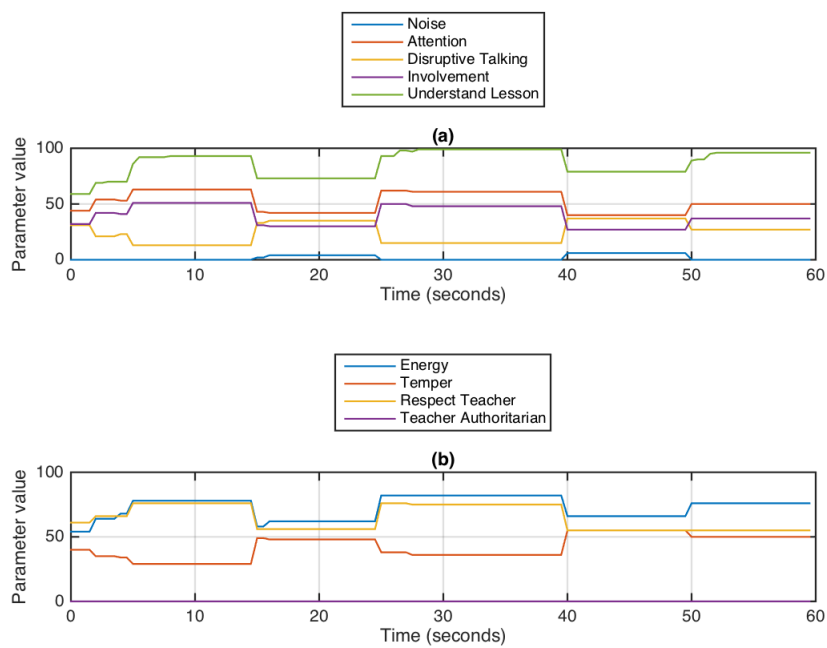 Noise
Attention
Disruptive Talking
Involvement
Understand Lesson
(a)
100
50
0
Parameter value
0 10 20 30 40 50 60
Time (seconds)
Energy
Temper
Respect Teacher
Teacher Authoritarian
(b)
100
50
0
Parameter value
0 10 20 30 40 50 60
Time (seconds)